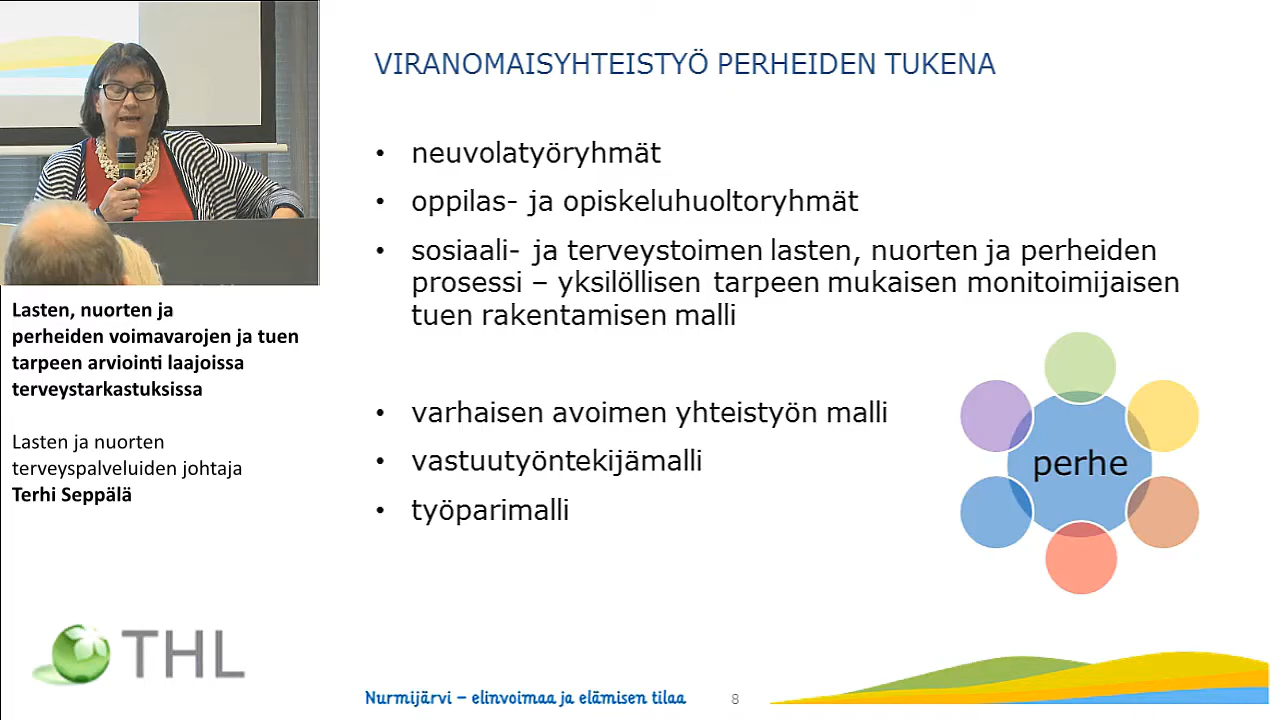 VIRANOMAISYHTEISTYÖ PERHEIDEN TUKENA
• neuvolatyöryhmät
• oppilas- ja opiskeluhuoltoryhmät
• sosiaali- ja terveystoimen lasten, nuorten ja perheiden
prosessi – yksilöllisen tarpeen mukaisen monitoimijaisen
tuen rakentamisen malli
• varhaisen avoimen yhteistyön malli
• vastuutyöntekijämalli
• työparimalli
perhe
Lasten, nuorten ja
perheiden voimavarojen ja tuen
tarpeen arviointi laajoissa
terveystarkastuksissa
Lasten ja nuorten
terveyspalveluiden johtaja
Terhi Seppälä
THL
Nurmijärvi – elinvoimaa ja elämisen tilaa
8